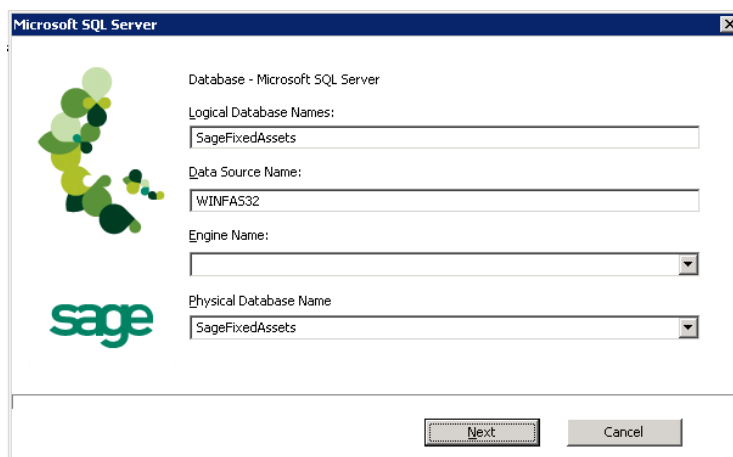 Microsoft SQL Server
Database - Microsoft SQL Server
Logical Database Names:
SageFixedAssets
Data Source Name:
WINFAS32
Engine Name:
Physical Database Name
SageFixedAssets
sage
Next
Cancel